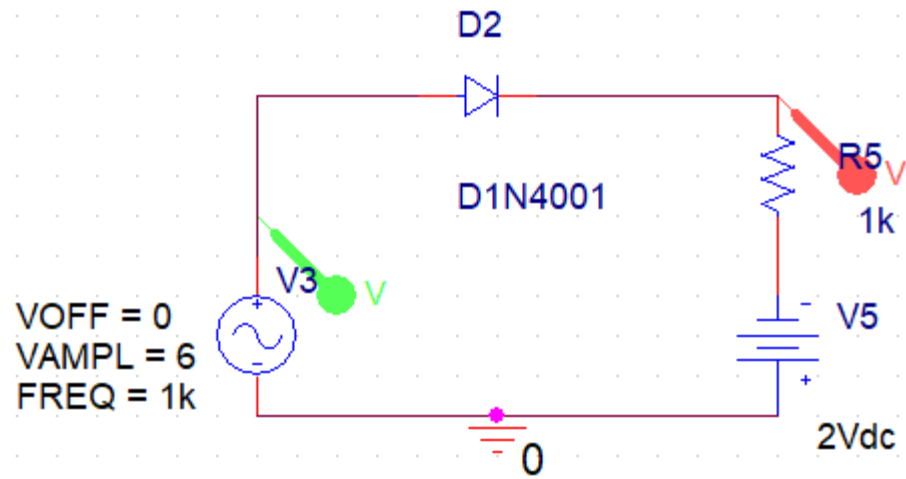 D2
D1N4001
R5
V
1k
V3
V
VOFF = 0
VAMPL = 6
FREQ = 1k
V5
2Vdc
0